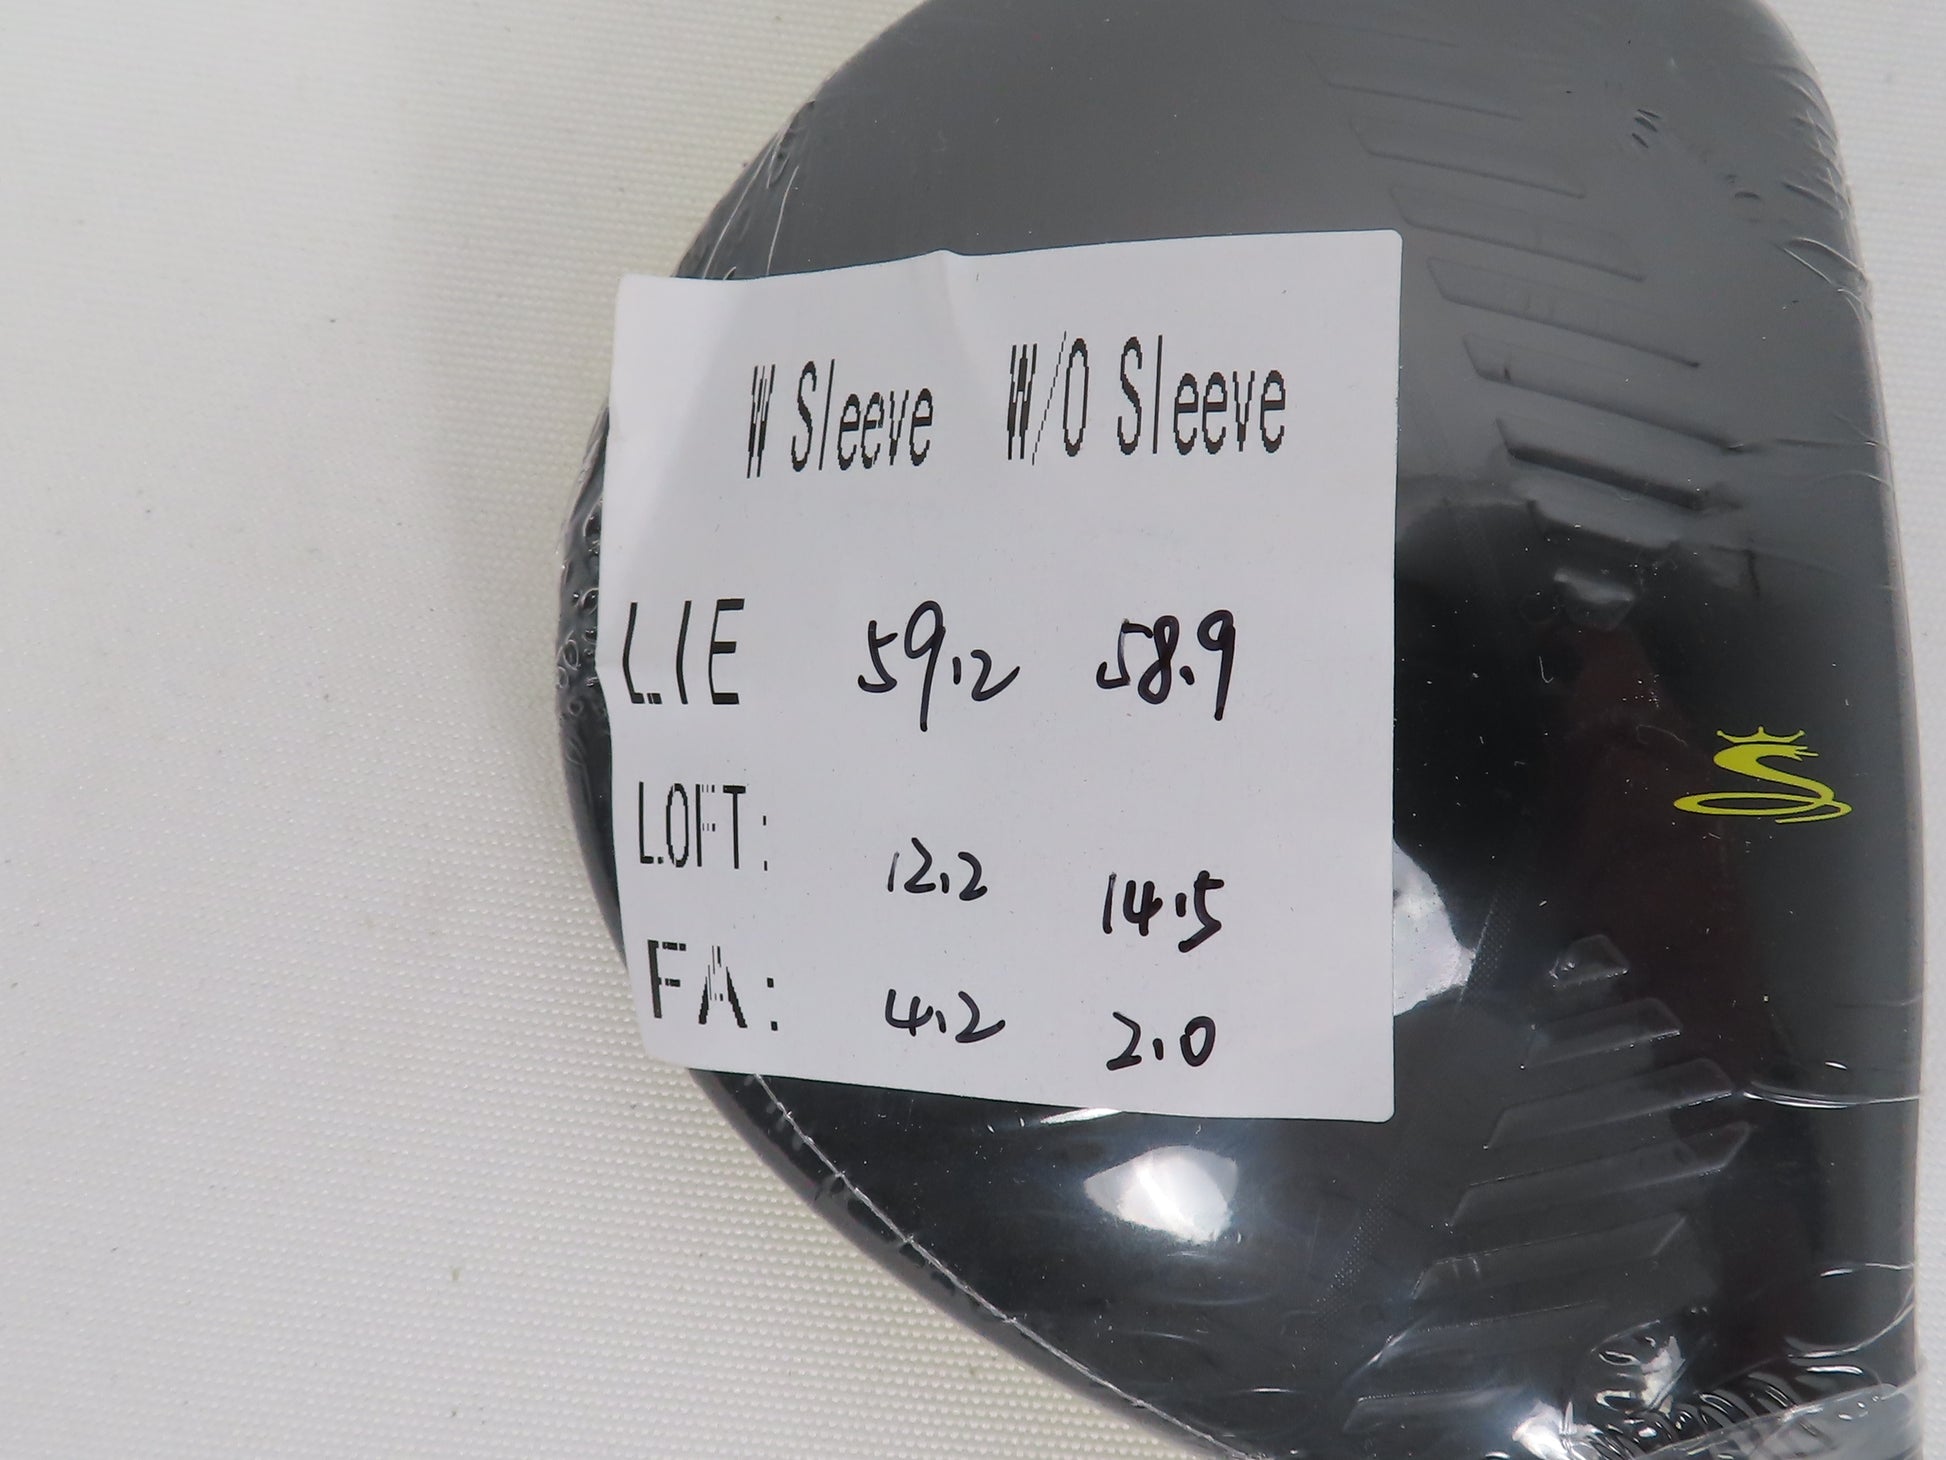 W Sleeve W/O Sleeve
LIE 59.2 58.9
LOFT: 12.2 14.5
FA: 4.2 2.0